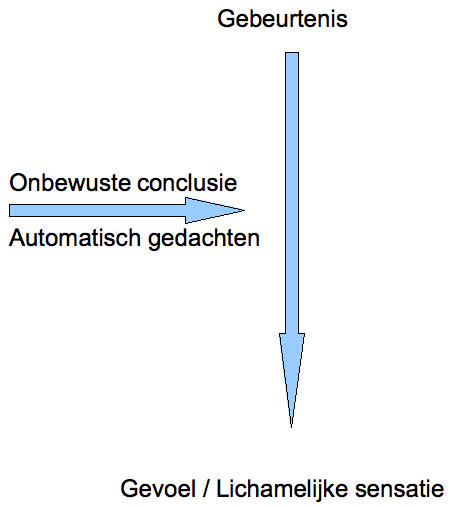 Gebeurtenis
Onbewuste conclusie
Automatisch gedachten
Gevoel / Lichamelijke sensatie